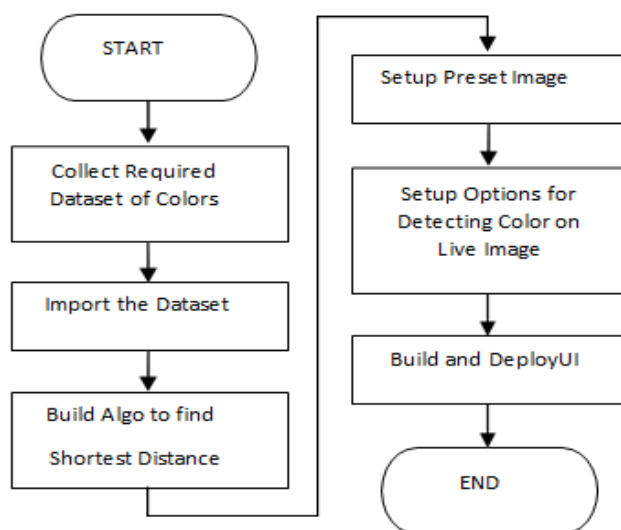 START
Collect Required
Dataset of Colors
Import the Dataset
Build Algo to find
Shortest Distance
Setup Preset Image
Setup Options for
Detecting Color on
Live Image
Build and DeployUI
END